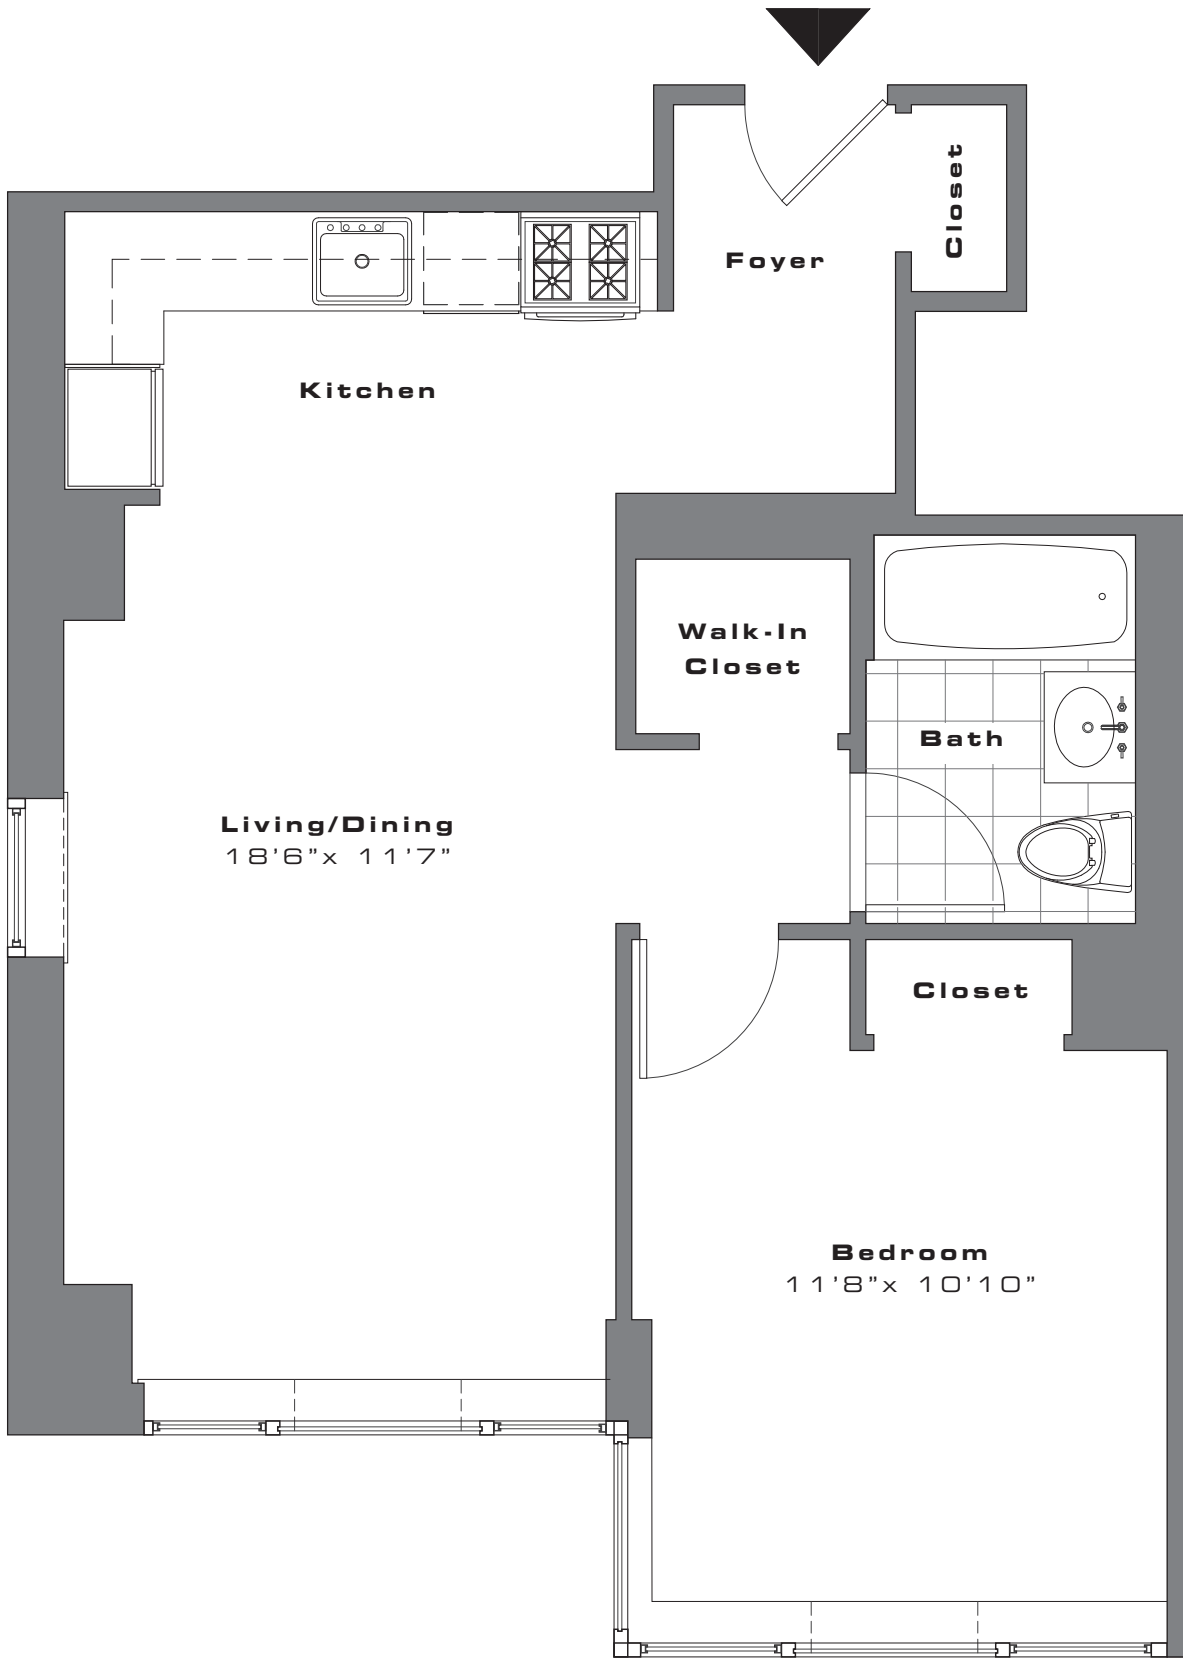 Closet
Foyer
Kitchen
Walk-In
Closet
Bath
Living/Dining
18'6"x 11'7"
Closet
Bedroom
11'8"x 10'10"